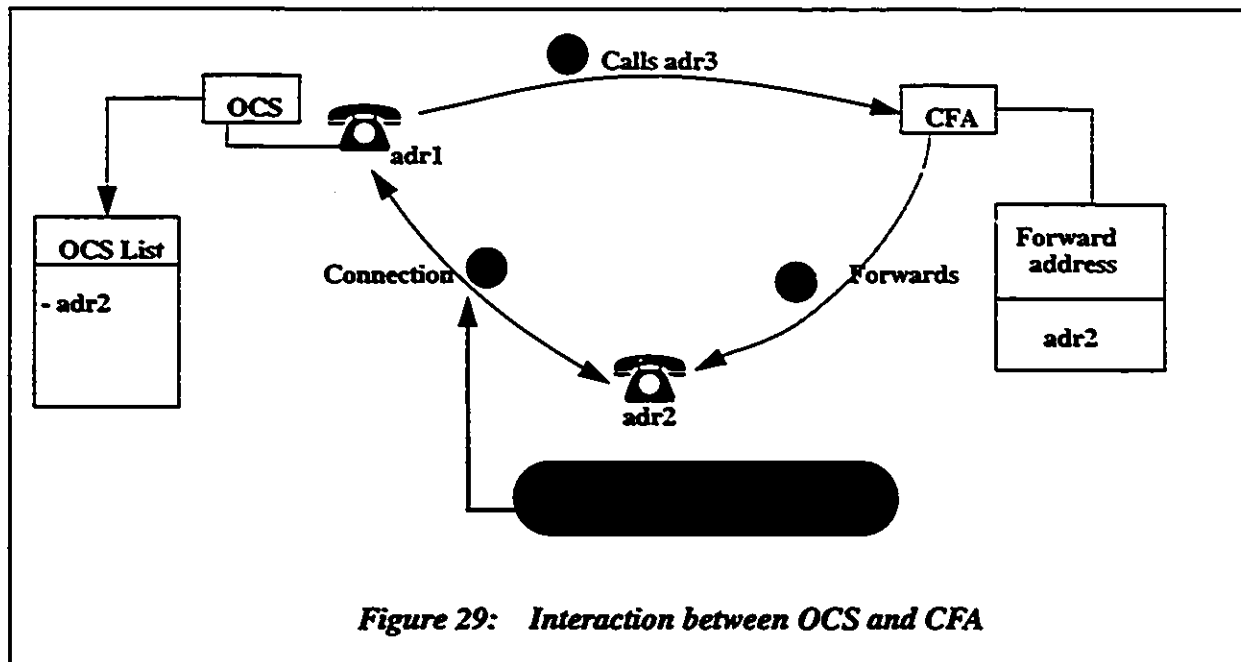 Calls adr3
OCS
CFA
adr1
OCS List
- adr2
Forward
address
adr2
Connection
Forwards
adr2
Figure 29: Interaction between OCS and CFA